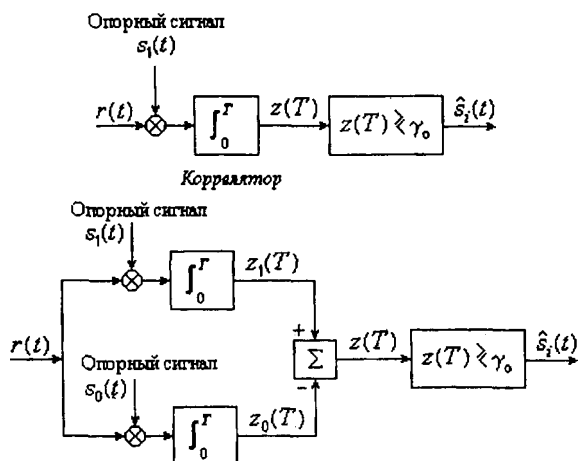 Опорный сигнал
s₁(t)
r(t)
∫₀ᵀ
z(T)
z(T) ≷ γ₀
ŝᵢ(t)
Коррелятор
Опорный сигнал
s₁(t)
∫₀ᵀ
z₁(T)
+
r(t)
Σ
z(T)
z(T) ≷ γ₀
ŝᵢ(t)
Опорный сигнал
s₀(t)
−
∫₀ᵀ
z₀(T)